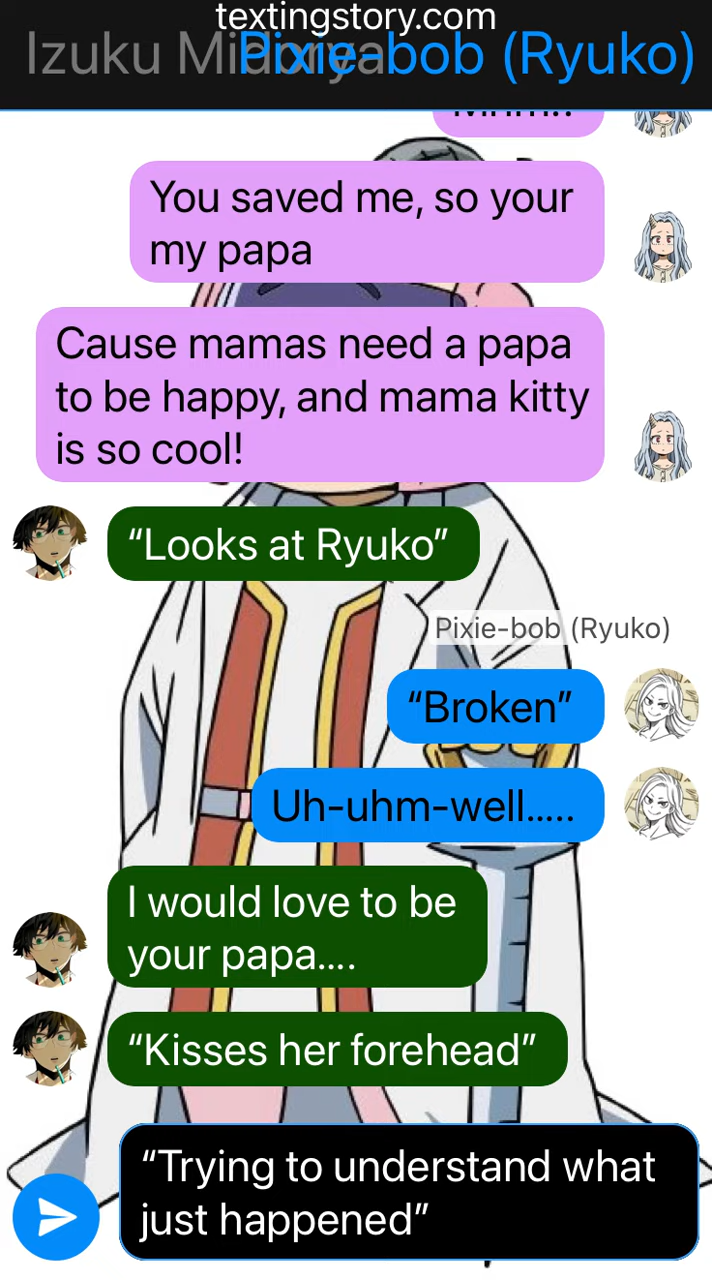 textingstory.com
Izuku Midoriya
Pixie-bob (Ryuko)
You saved me, so your
my papa
Cause mamas need a papa
to be happy, and mama kitty
is so cool!
“Looks at Ryuko”
Pixie-bob (Ryuko)
“Broken”
Uh-uhm-well.....
I would love to be
your papa....
“Kisses her forehead”
“Trying to understand what
just happened”